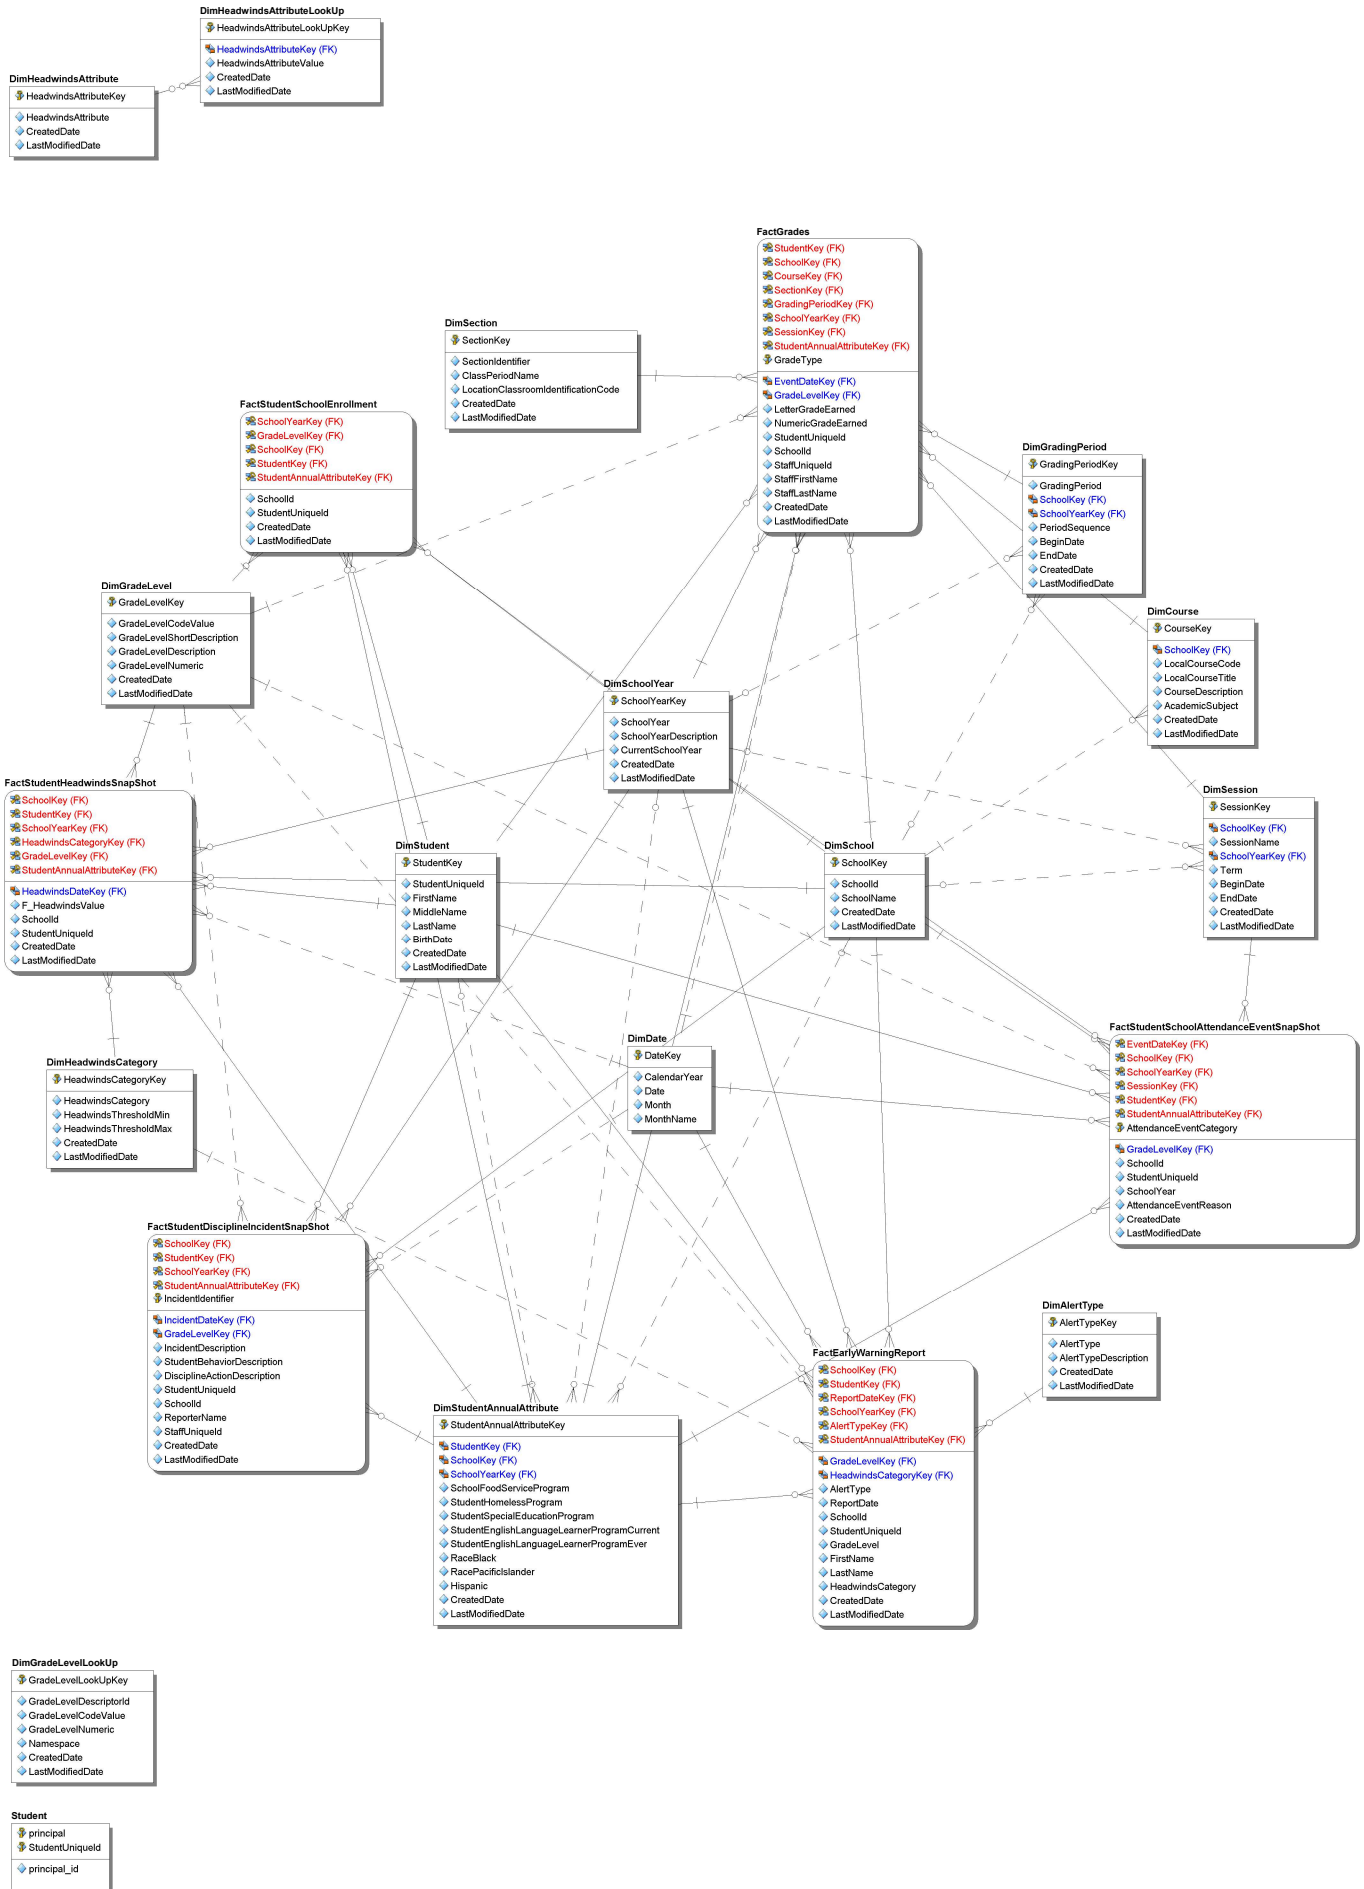 DimHeadwindsAttributeLookUp
HeadwindsAttributeLookUpKey
HeadwindsAttributeKey (FK)
HeadwindsAttributeValue
CreatedDate
LastModifiedDate
DimHeadwindsAttribute
HeadwindsAttributeKey
HeadwindsAttribute
CreatedDate
LastModifiedDate
FactGrades
StudentKey (FK)
SchoolKey (FK)
CourseKey (FK)
SectionKey (FK)
GradingPeriodKey (FK)
SchoolYearKey (FK)
SessionKey (FK)
StudentAnnualAttributeKey (FK)
GradeType
EventDateKey (FK)
GradeLevelKey (FK)
LetterGradeEarned
NumericGradeEarned
StudentUniqueId
SchoolId
StaffUniqueId
StaffFirstName
StaffLastName
CreatedDate
LastModifiedDate
DimSection
SectionKey
SectionIdentifier
ClassPeriodName
LocationClassroomIdentificationCode
CreatedDate
LastModifiedDate
FactStudentSchoolEnrollment
SchoolYearKey (FK)
GradeLevelKey (FK)
SchoolKey (FK)
StudentKey (FK)
StudentAnnualAttributeKey (FK)
SchoolId
StudentUniqueId
CreatedDate
LastModifiedDate
DimGradingPeriod
GradingPeriodKey
GradingPeriod
SchoolKey (FK)
SchoolYearKey (FK)
PeriodSequence
BeginDate
EndDate
CreatedDate
LastModifiedDate
DimGradeLevel
GradeLevelKey
GradeLevelCodeValue
GradeLevelShortDescription
GradeLevelDescription
GradeLevelNumeric
CreatedDate
LastModifiedDate
DimCourse
CourseKey
SchoolKey (FK)
LocalCourseCode
LocalCourseTitle
CourseDescription
AcademicSubject
CreatedDate
LastModifiedDate
DimSchoolYear
SchoolYearKey
SchoolYear
SchoolYearDescription
CurrentSchoolYear
CreatedDate
LastModifiedDate
FactStudentHeadwindsSnapShot
SchoolKey (FK)
StudentKey (FK)
SchoolYearKey (FK)
HeadwindsCategoryKey (FK)
GradeLevelKey (FK)
StudentAnnualAttributeKey (FK)
HeadwindsDateKey (FK)
F_HeadwindsValue
SchoolId
StudentUniqueId
CreatedDate
LastModifiedDate
DimSession
SessionKey
SchoolKey (FK)
SessionName
SchoolYearKey (FK)
Term
BeginDate
EndDate
CreatedDate
LastModifiedDate
DimStudent
StudentKey
StudentUniqueId
FirstName
MiddleName
LastName
BirthDate
CreatedDate
LastModifiedDate
DimSchool
SchoolKey
SchoolId
SchoolName
CreatedDate
LastModifiedDate
FactStudentSchoolAttendanceEventSnapShot
EventDateKey (FK)
SchoolKey (FK)
SchoolYearKey (FK)
SessionKey (FK)
StudentKey (FK)
StudentAnnualAttributeKey (FK)
AttendanceEventCategory
GradeLevelKey (FK)
SchoolId
StudentUniqueId
SchoolYear
AttendanceEventReason
CreatedDate
LastModifiedDate
DimDate
DateKey
CalendarYear
Date
Month
MonthName
DimHeadwindsCategory
HeadwindsCategoryKey
HeadwindsCategory
HeadwindsThresholdMin
HeadwindsThresholdMax
CreatedDate
LastModifiedDate
FactStudentDisciplineIncidentSnapShot
SchoolKey (FK)
StudentKey (FK)
SchoolYearKey (FK)
StudentAnnualAttributeKey (FK)
IncidentIdentifier
IncidentDateKey (FK)
GradeLevelKey (FK)
IncidentDescription
StudentBehaviorDescription
DisciplineActionDescription
StudentUniqueId
SchoolId
ReporterName
StaffUniqueId
CreatedDate
LastModifiedDate
DimAlertType
AlertTypeKey
AlertType
AlertTypeDescription
CreatedDate
LastModifiedDate
FactEarlyWarningReport
SchoolKey (FK)
StudentKey (FK)
ReportDateKey (FK)
SchoolYearKey (FK)
AlertTypeKey (FK)
StudentAnnualAttributeKey (FK)
GradeLevelKey (FK)
HeadwindsCategoryKey (FK)
AlertType
ReportDate
SchoolId
StudentUniqueId
GradeLevel
FirstName
LastName
HeadwindsCategory
CreatedDate
LastModifiedDate
DimStudentAnnualAttribute
StudentAnnualAttributeKey
StudentKey (FK)
SchoolKey (FK)
SchoolYearKey (FK)
SchoolFoodServiceProgram
StudentHomelessProgram
StudentSpecialEducationProgram
StudentEnglishLanguageLearnerProgramCurrent
StudentEnglishLanguageLearnerProgramEver
RaceBlack
RacePacificIslander
Hispanic
CreatedDate
LastModifiedDate
DimGradeLevelLookUp
GradeLevelLookUpKey
GradeLevelDescriptorId
GradeLevelCodeValue
GradeLevelNumeric
Namespace
CreatedDate
LastModifiedDate
Student
principal
StudentUniqueId
principal_id